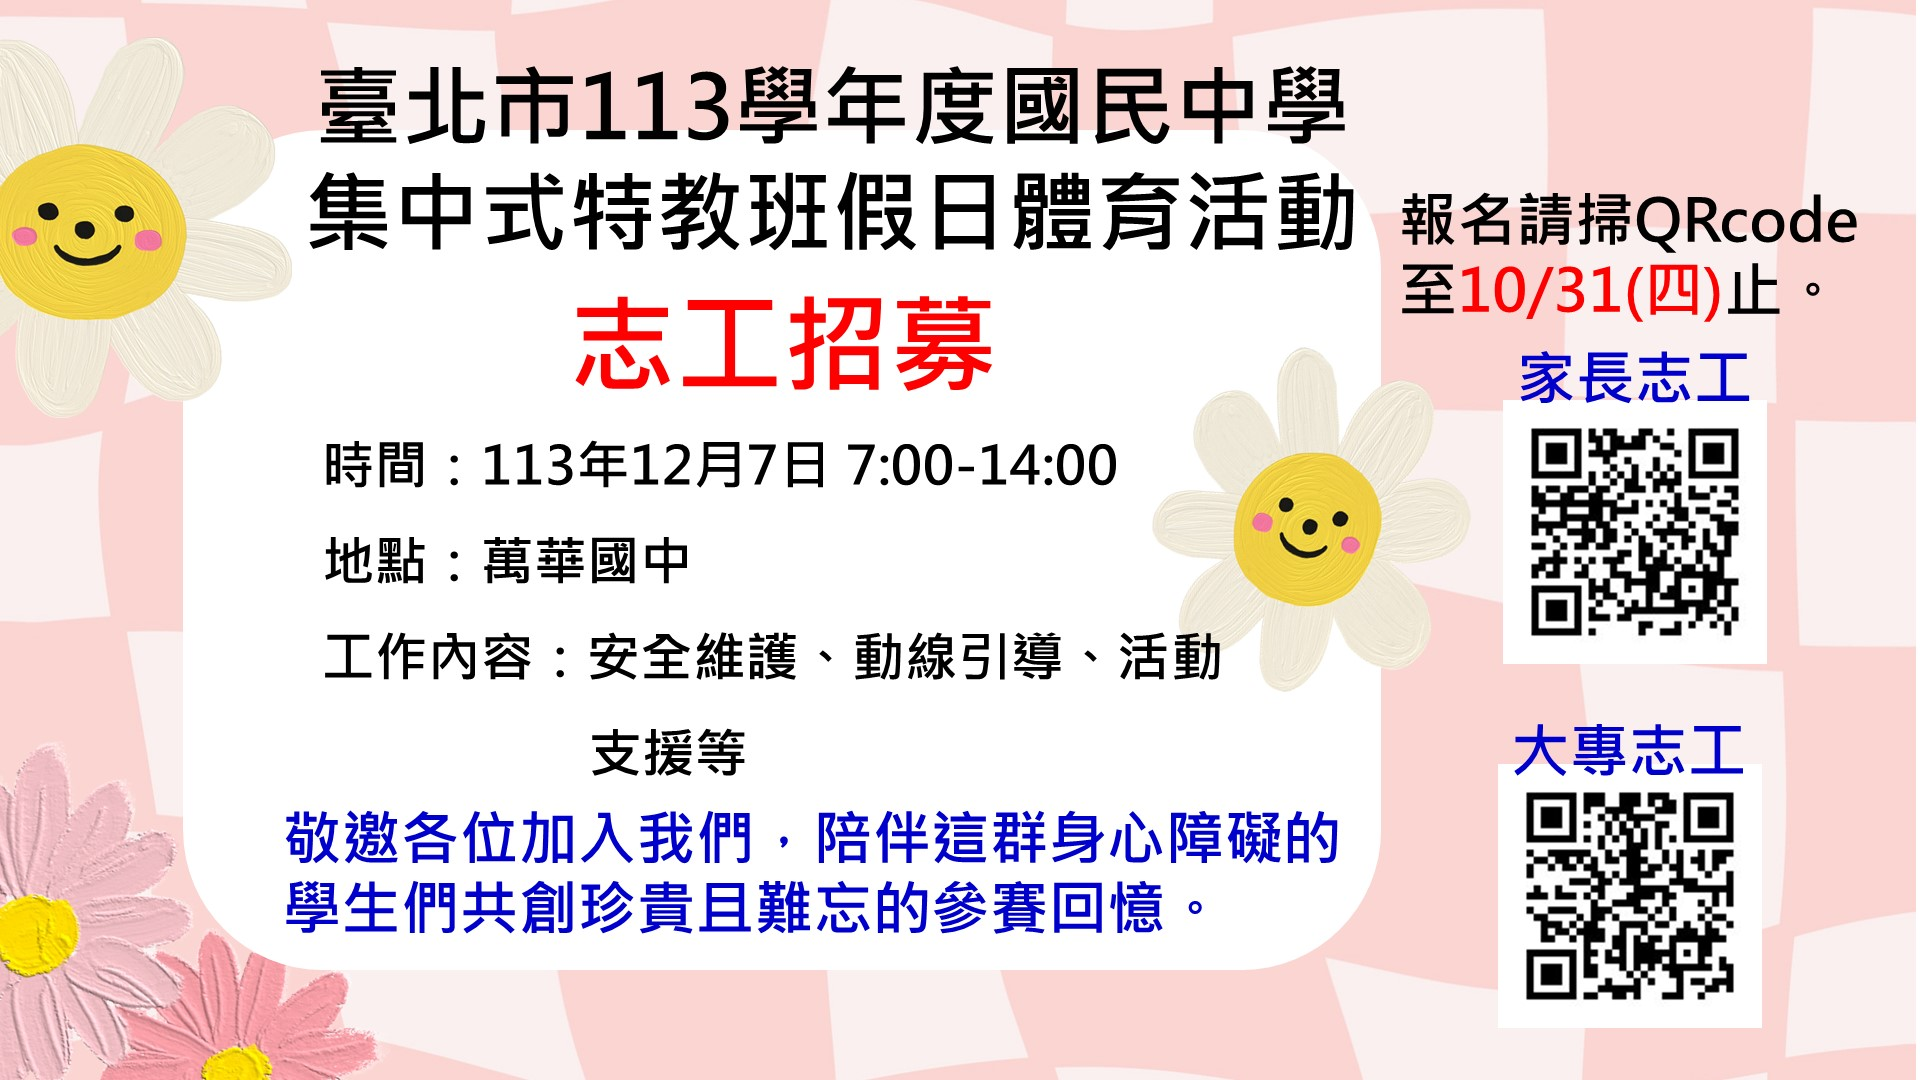 臺北市113學年度國民中學
集中式特教班假日體育活動
志工招募
時間：113年12月7日 7:00-14:00
地點：萬華國中
工作內容：安全維護、動線引導、活動
支援等
敬邀各位加入我們，陪伴這群身心障礙的
學生們共創珍貴且難忘的參賽回憶。
報名請掃QRcode
至10/31(四)止。
家長志工
大專志工